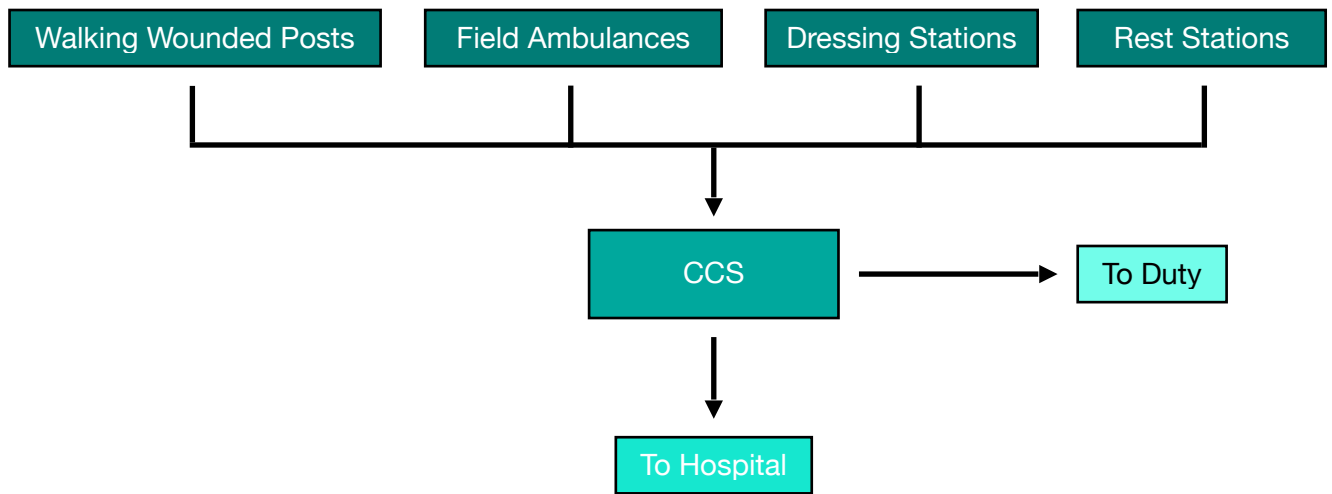 Walking Wounded Posts
Field Ambulances
Dressing Stations
Rest Stations
CCS
To Duty
To Hospital